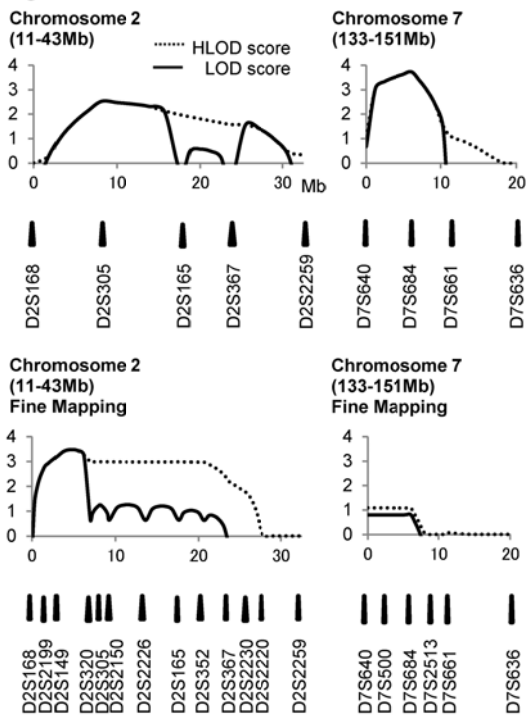 Chromosome 2
(11-43Mb)
HLOD score
LOD score
4
3
2
1
0
0 10 20 Mb
D2S168 D2S305 D2S165 D2S367 D2S2259
Chromosome 7
(133-151Mb)
4
3
2
1
0
0 10 20
D7S640 D7S684 D7S661 D7S636
Chromosome 2
(11-43Mb)
Fine Mapping
4
3
2
1
0
0 10 20 30
D2S168 D2S2199 D2S149 D2S320 D2S305 D2S2150 D2S2226 D2S165 D2S352 D2S367 D2S2230 D2S2220 D2S2259
Chromosome 7
(133-151Mb)
Fine Mapping
4
3
2
1
0
0 10 20
D7S640 D7S500 D7S684 D7S2513 D7S661 D7S636